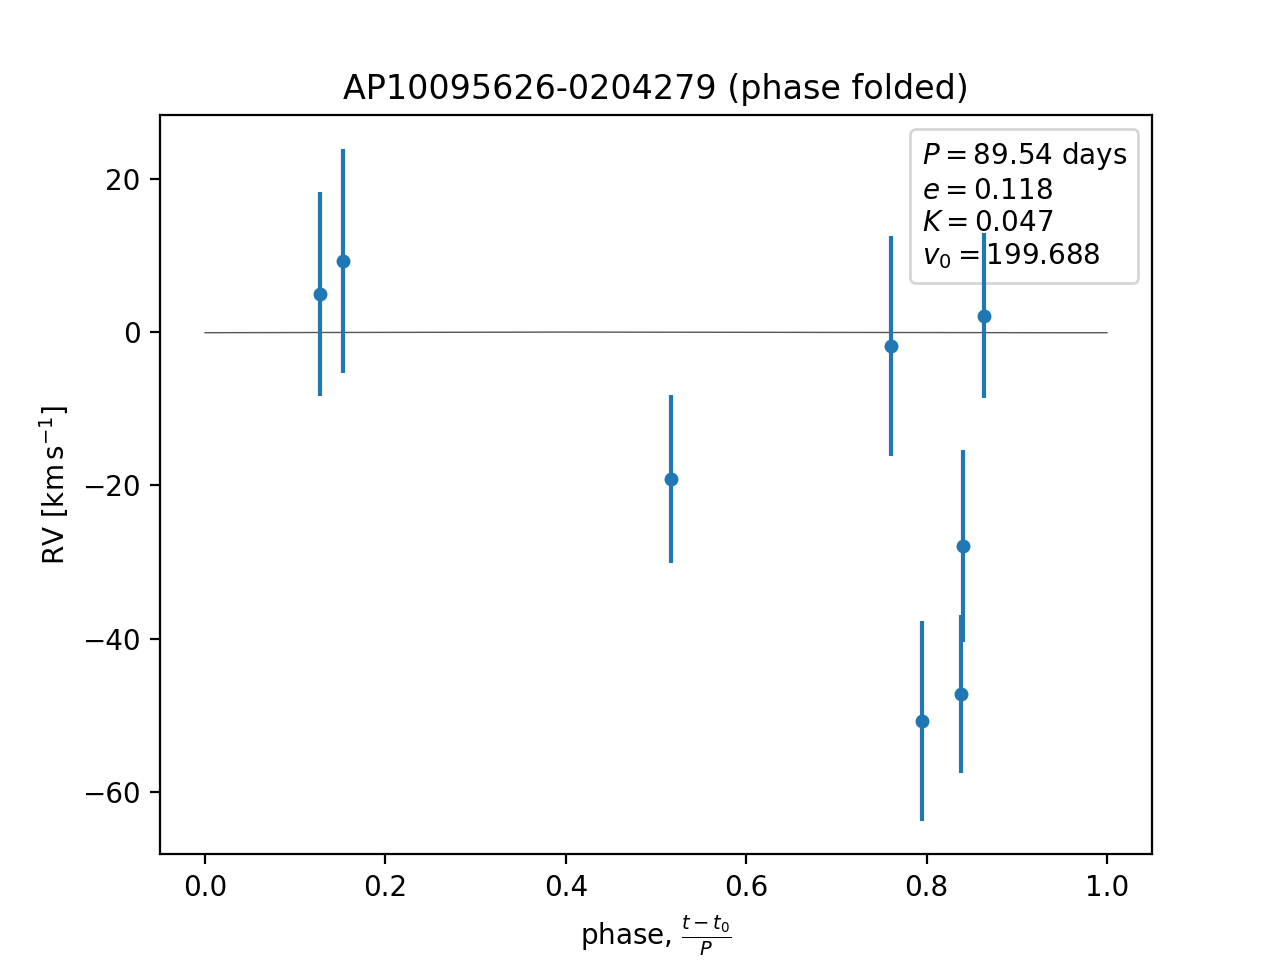 AP10095626-0204279 (phase folded)
P = 89.54 days
e = 0.118
K = 0.047
v₀ = 199.688
20
0
−20
−40
−60
RV [km s⁻¹]
0.0 0.2 0.4 0.6 0.8 1.0
phase, (t − t₀)/P